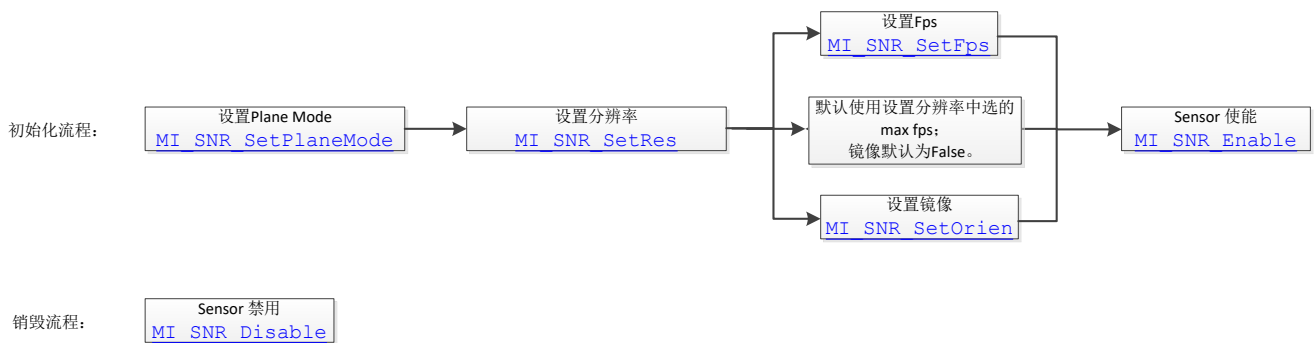 设置Fps
MI_SNR_SetFps
初始化流程:
设置Plane Mode
MI_SNR_SetPlaneMode
设置分辨率
MI_SNR_SetRes
默认使用设置分辨率中选的
max fps;
镜像默认为False。
Sensor 使能
MI_SNR_Enable
设置镜像
MI_SNR_SetOrien
销毁流程:
Sensor 禁用
MI_SNR_Disable